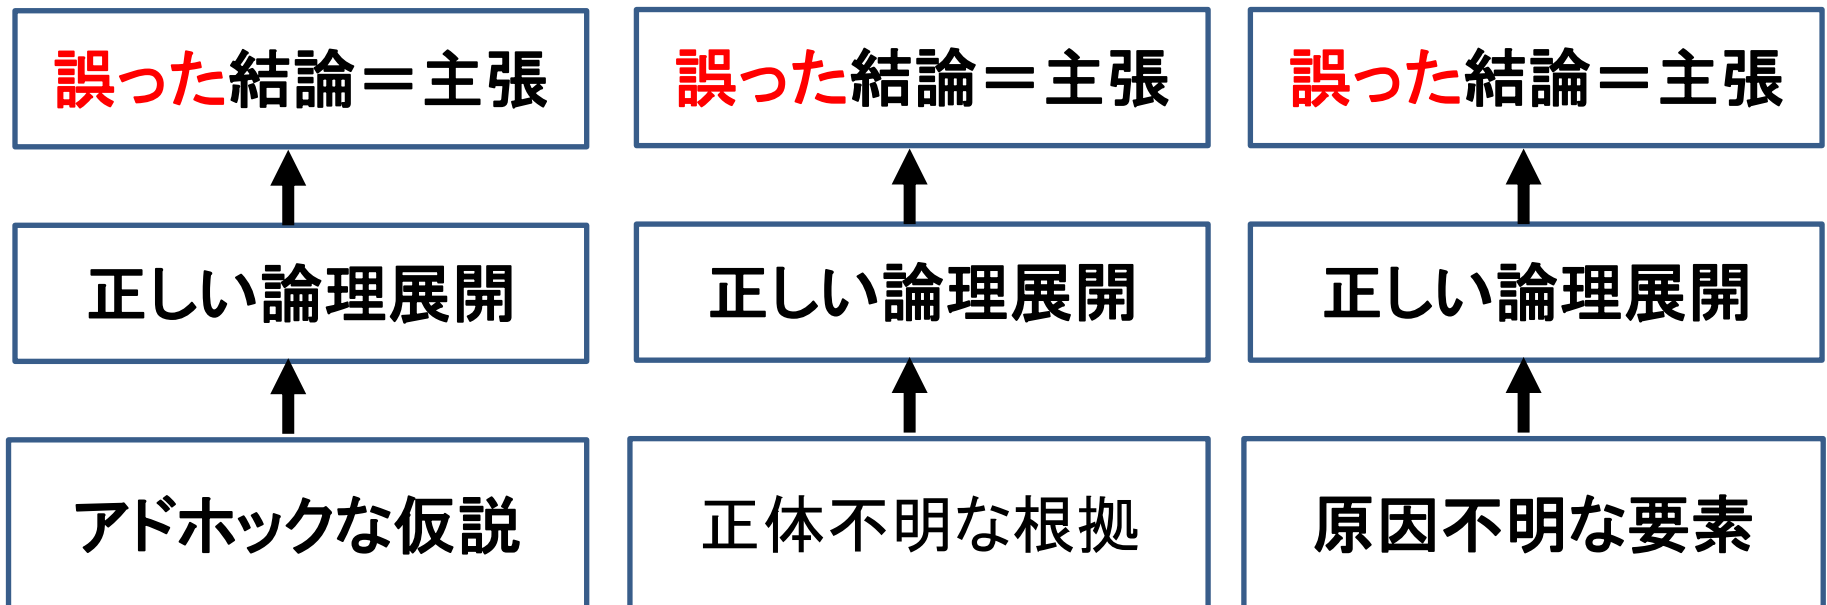 誤った結論＝主張
誤った結論＝主張
誤った結論＝主張
正しい論理展開
正しい論理展開
正しい論理展開
アドホックな仮説
正体不明な根拠
原因不明な要素